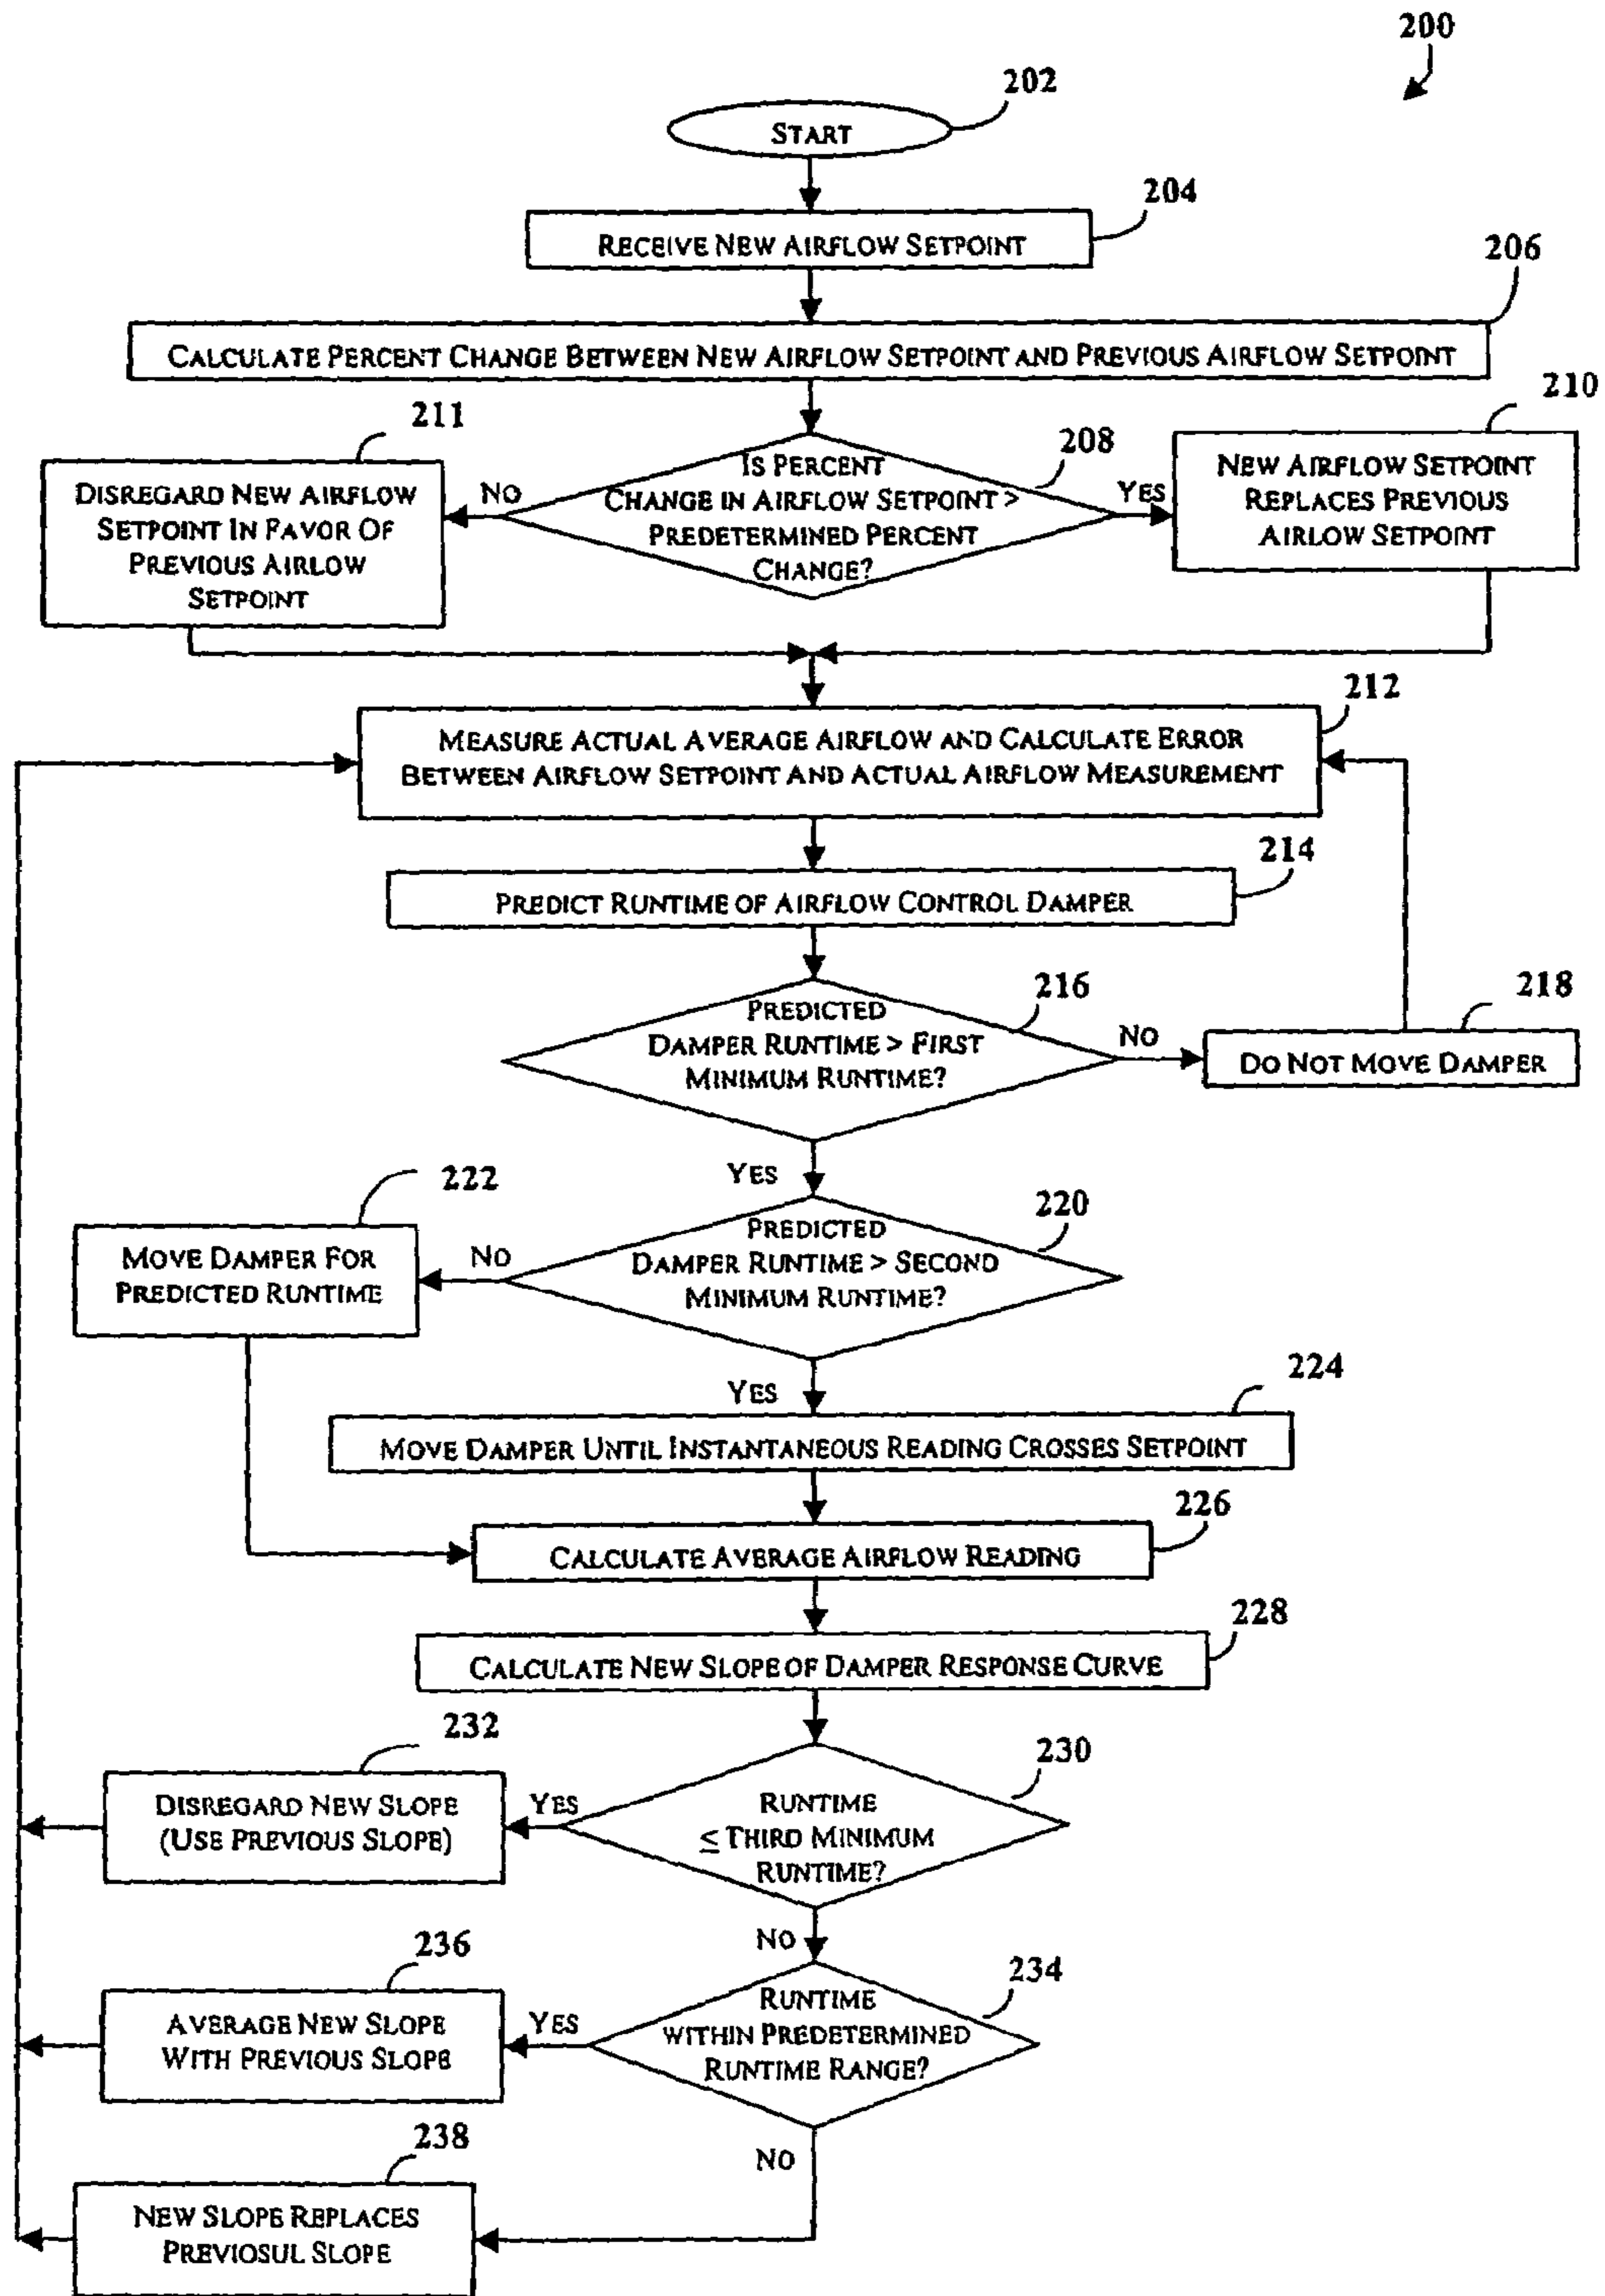 200
202
START
204
RECEIVE NEW AIRFLOW SETPOINT
206
CALCULATE PERCENT CHANGE BETWEEN NEW AIRFLOW SETPOINT AND PREVIOUS AIRFLOW SETPOINT
211
210
208
DISREGARD NEW AIRFLOW
SETPOINT IN FAVOR OF
PREVIOUS AIRLOW
SETPOINT
NO
IS PERCENT
CHANGE IN AIRFLOW SETPOINT >
PREDETERMINED PERCENT
CHANGE?
YES
NEW AIRFLOW SETPOINT
REPLACES PREVIOUS
AIRLOW SETPOINT
212
MEASURE ACTUAL AVERAGE AIRFLOW AND CALCULATE ERROR
BETWEEN AIRFLOW SETPOINT AND ACTUAL AIRFLOW MEASUREMENT
214
PREDICT RUNTIME OF AIRFLOW CONTROL DAMPER
216
218
PREDICTED
DAMPER RUNTIME > FIRST
MINIMUM RUNTIME?
NO
DO NOT MOVE DAMPER
YES
222
220
MOVE DAMPER FOR
PREDICTED RUNTIME
NO
PREDICTED
DAMPER RUNTIME > SECOND
MINIMUM RUNTIME?
YES
224
MOVE DAMPER UNTIL INSTANTANEOUS READING CROSSES SETPOINT
226
CALCULATE AVERAGE AIRFLOW READING
228
CALCULATE NEW SLOPE OF DAMPER RESPONSE CURVE
232
230
DISREGARD NEW SLOPE
(USE PREVIOUS SLOPE)
YES
RUNTIME
≤ THIRD MINIMUM
RUNTIME?
NO
236
234
AVERAGE NEW SLOPE
WITH PREVIOUS SLOPE
YES
RUNTIME
WITHIN PREDETERMINED
RUNTIME RANGE?
NO
238
NEW SLOPE REPLACES
PREVIOSUL SLOPE